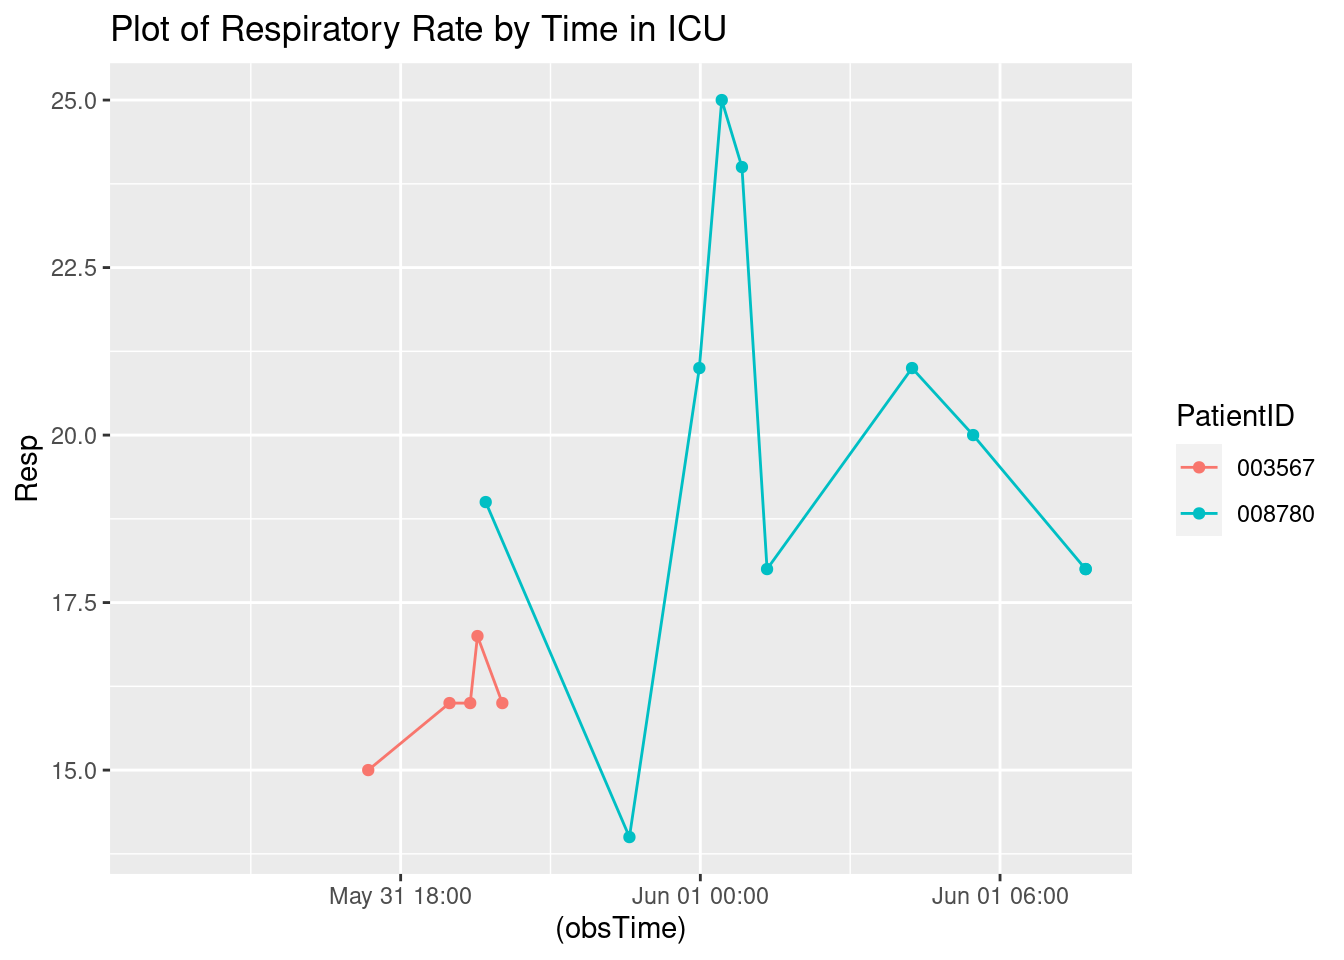 Plot of Respiratory Rate by Time in ICU
25.0
22.5
20.0
17.5
15.0
Resp
May 31 18:00
Jun 01 00:00
Jun 01 06:00
(obsTime)
PatientID
003567
008780